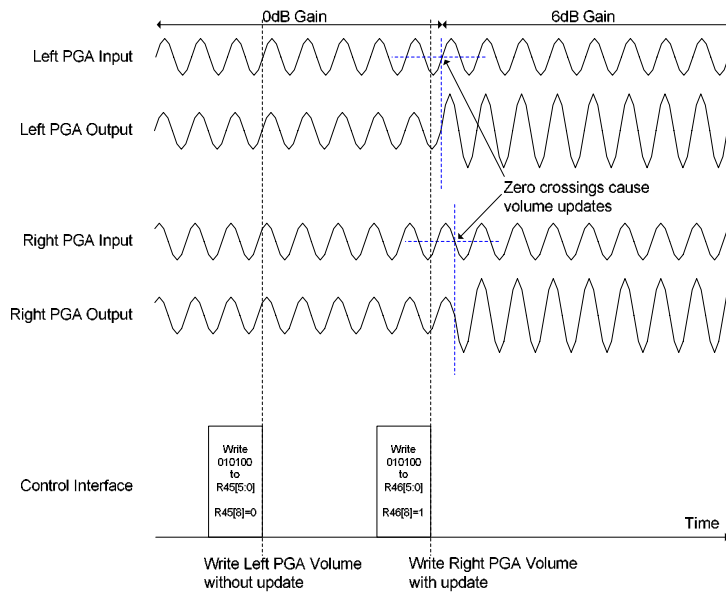 0dB Gain
6dB Gain
Left PGA Input
Left PGA Output
Zero crossings cause
volume updates
Right PGA Input
Right PGA Output
Control Interface
Write
010100
to
R45[5:0]
R45[8]=0
Write
010100
to
R46[5:0]
R46[8]=1
Time
Write Left PGA Volume
without update
Write Right PGA Volume
with update